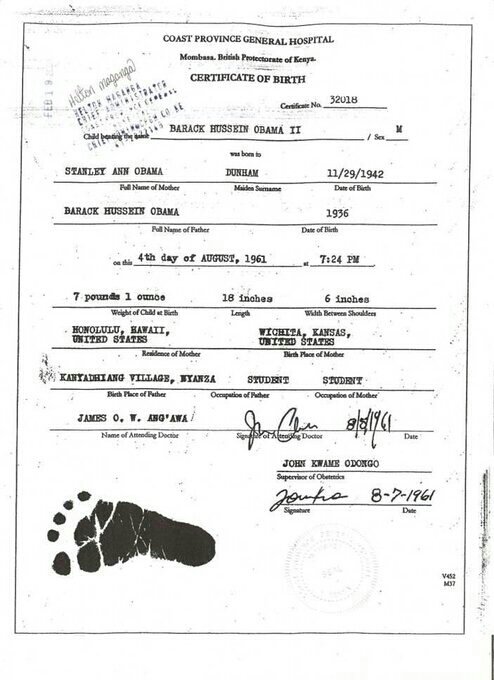 COAST PROVINCE GENERAL HOSPITAL
Mombasa, British Protectorate of Kenya.
CERTIFICATE OF BIRTH
FEB 19
Hilton maganga
HELTON MAGANGA
CHIEF ADMINISTRATOR
Certificate No. 32018
Child bearing the name BARACK HUSSEIN OBAMA II / Sex M
was born to
STANLEY ANN OBAMA DUNHAM 11/29/1942
Full Name of Mother Maiden Surname Date of Birth
BARACK HUSSEIN OBAMA 1936
Full Name of Father Date of Birth
on this 4th day of AUGUST, 1961 at 7:24 PM
7 pounds 1 ounce 18 inches 6 inches
Weight of Child at Birth Length Width Between Shoulders
HONOLULU, HAWAII, WICHITA, KANSAS,
UNITED STATES UNITED STATES
Residence of Mother Birth Place of Mother
KANYADHIANG VILLAGE, NYANZA STUDENT STUDENT
Birth Place of Father Occupation of Father Occupation of Mother
JAMES O. W. ANG'AWA 8/8/1961
Name of Attending Doctor Signature of Attending Doctor Date
JOHN KWAME ODONGO
Supervisor of Obstetrics
8-7-1961
Signature Date
V452
M37